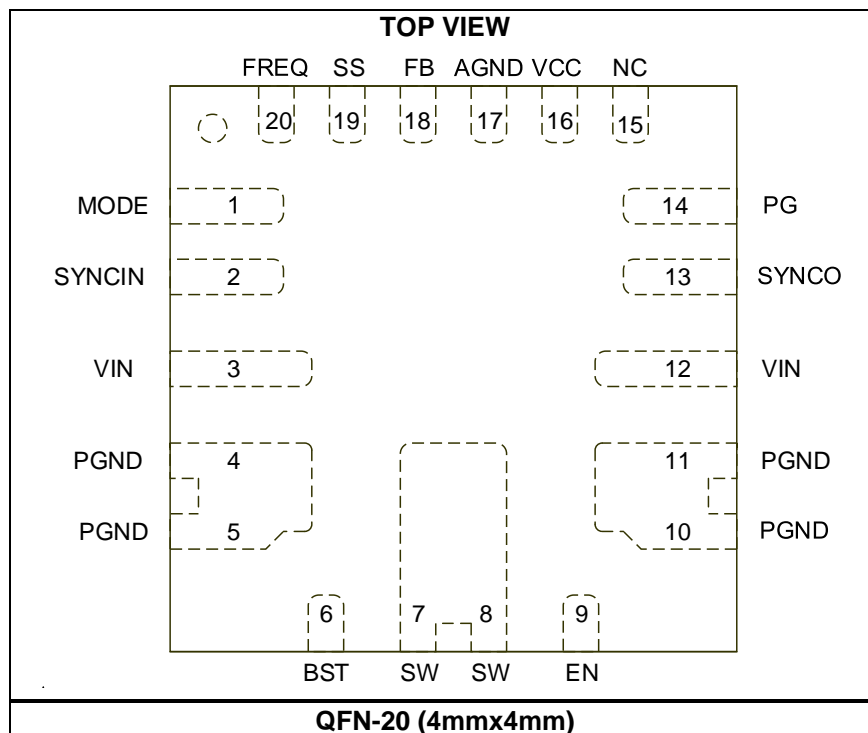 TOP VIEW
FREQ SS FB AGND VCC NC
20 19 18 17 16 15
MODE 1 14 PG
SYNCIN 2 13 SYNCO
VIN 3 12 VIN
PGND 4 11 PGND
PGND 5 10 PGND
6 7 8 9
BST SW SW EN
QFN-20 (4mmx4mm)